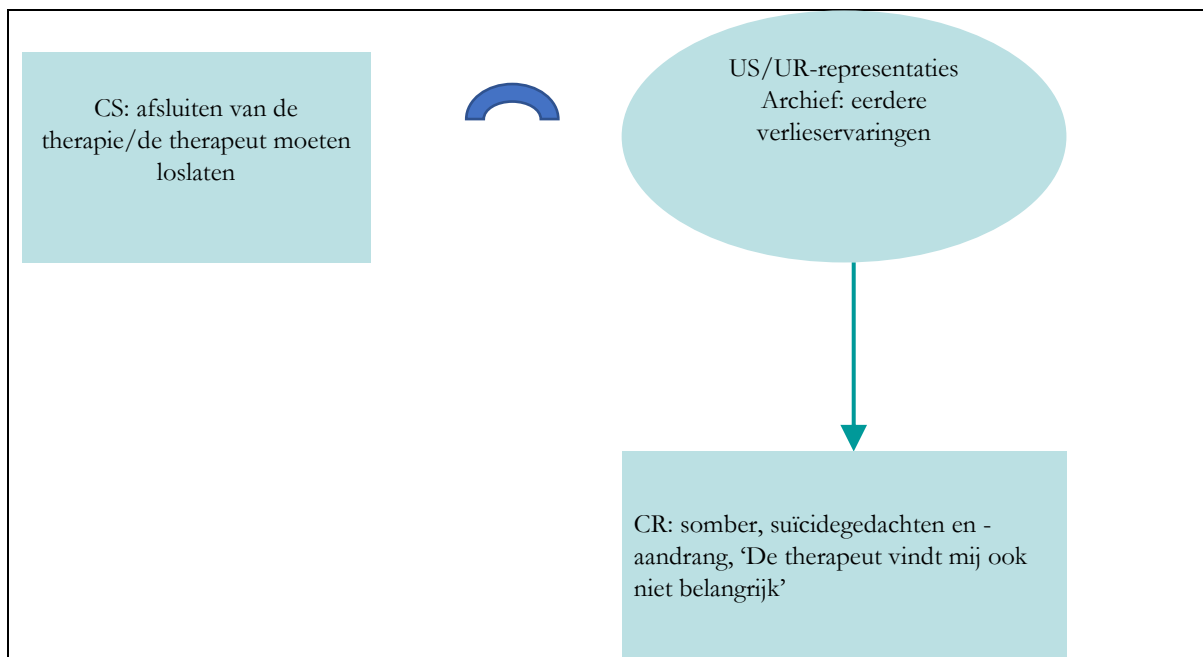 CS: afsluiten van de
therapie/de therapeut moeten
loslaten
US/UR-representaties
Archief: eerdere
verlieservaringen
CR: somber, suïcidegedachten en -
aandrang, ‘De therapeut vindt mij ook
niet belangrijk’